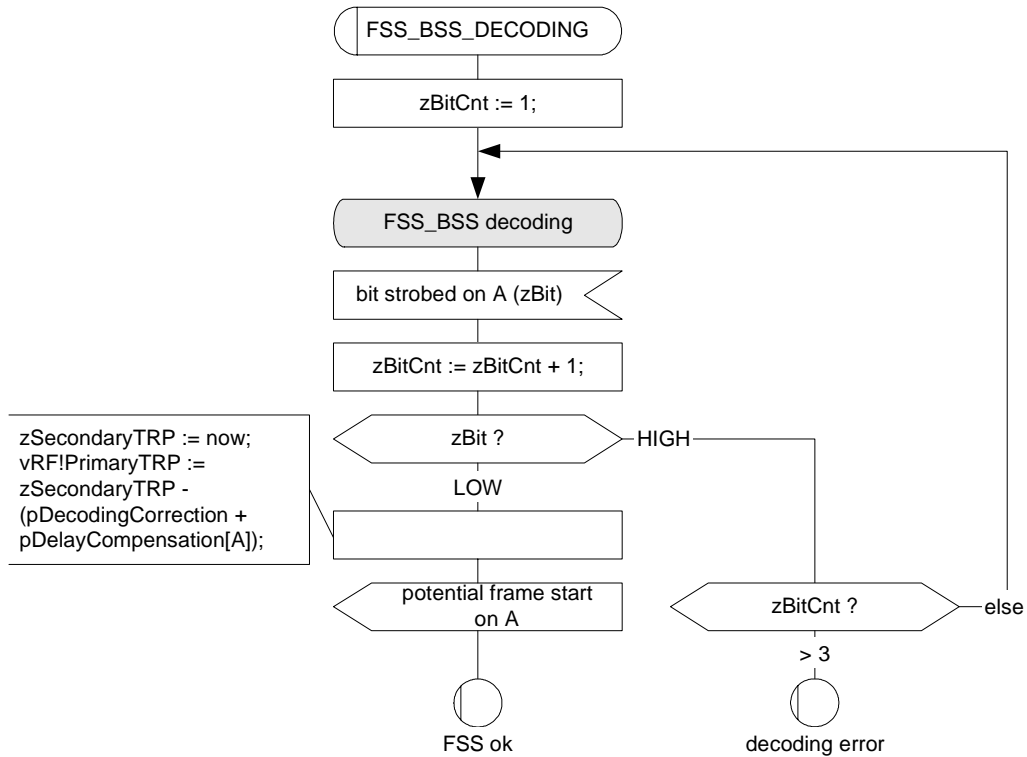 FSS_BSS_DECODING
zBitCnt := 1;
FSS_BSS decoding
bit strobed on A (zBit)
zBitCnt := zBitCnt + 1;
zBit ?
HIGH
LOW
zSecondaryTRP := now;
vRF!PrimaryTRP :=
zSecondaryTRP -
(pDecodingCorrection +
pDelayCompensation[A]);
potential frame start
on A
zBitCnt ?
else
> 3
FSS ok
decoding error